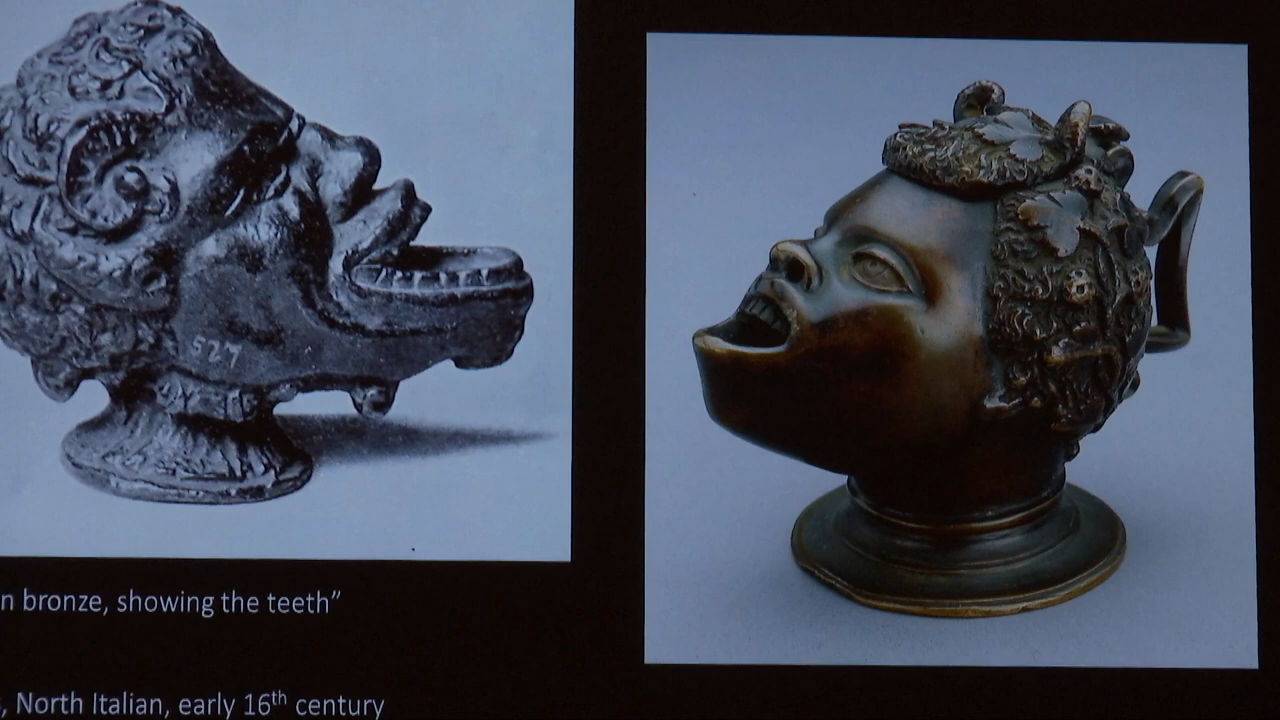 527
n bronze, showing the teeth”
, North Italian, early 16th century